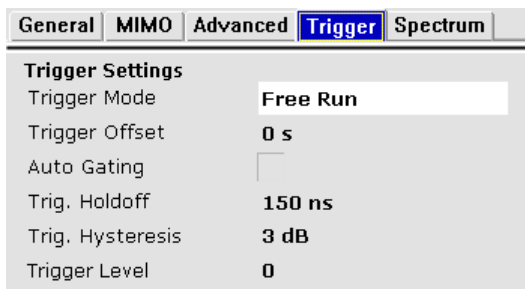 General MIMO Advanced Trigger Spectrum
Trigger Settings
Trigger Mode Free Run
Trigger Offset 0 s
Auto Gating
Trig. Holdoff 150 ns
Trig. Hysteresis 3 dB
Trigger Level 0